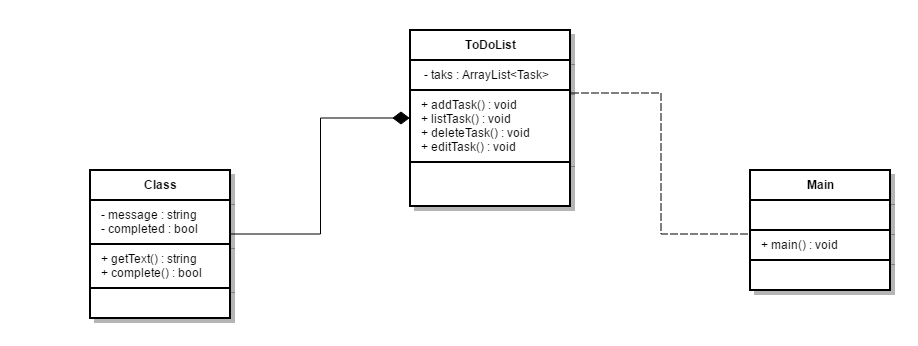 ToDoList
- taks : ArrayList<Task>
+ addTask() : void
+ listTask() : void
+ deleteTask() : void
+ editTask() : void
Class
- message : string
- completed : bool
+ getText() : string
+ complete() : bool
Main
+ main() : void